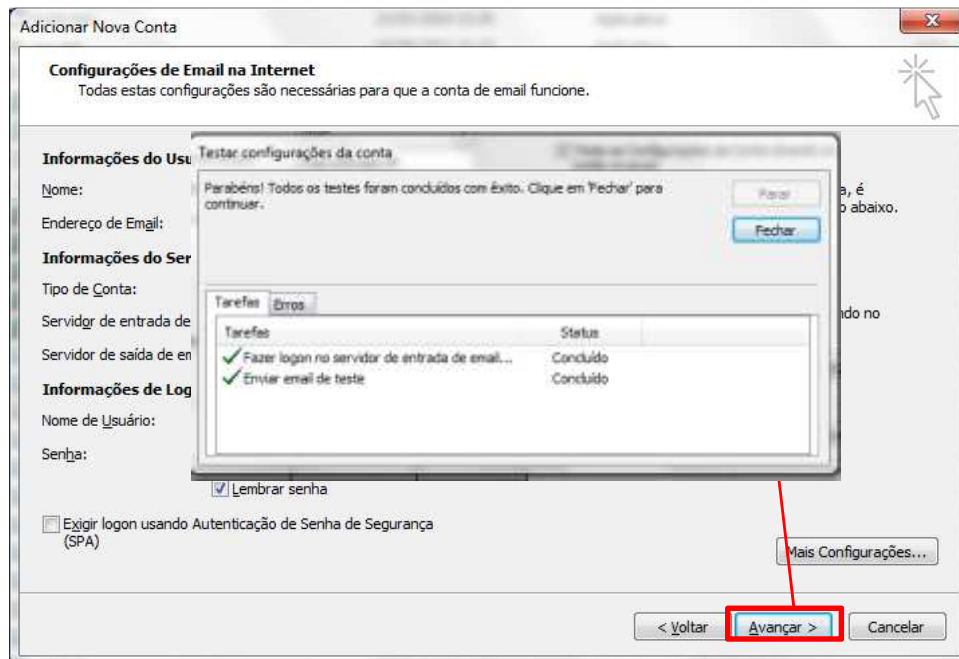 Adicionar Nova Conta
Configurações de Email na Internet
Todas estas configurações são necessárias para que a conta de email funcione.
Informações do Usu
Testar configurações da conta
Nome:
Parabéns! Todos os testes foram concluídos com êxito. Clique em 'Fechar' para
continuar.
Parar
a, é
o abaixo.
Endereço de Email:
Fechar
Informações do Ser
Tipo de Conta:
Tarefas Erros
Servidor de entrada de
ndo no
Tarefas Status
Servidor de saída de em
Fazer logon no servidor de entrada de email... Concluído
Enviar email de teste Concluído
Informações de Log
Nome de Usuário:
Senha:
Lembrar senha
Exigir logon usando Autenticação de Senha de Segurança
(SPA)
Mais Configurações...
< Voltar Avançar > Cancelar